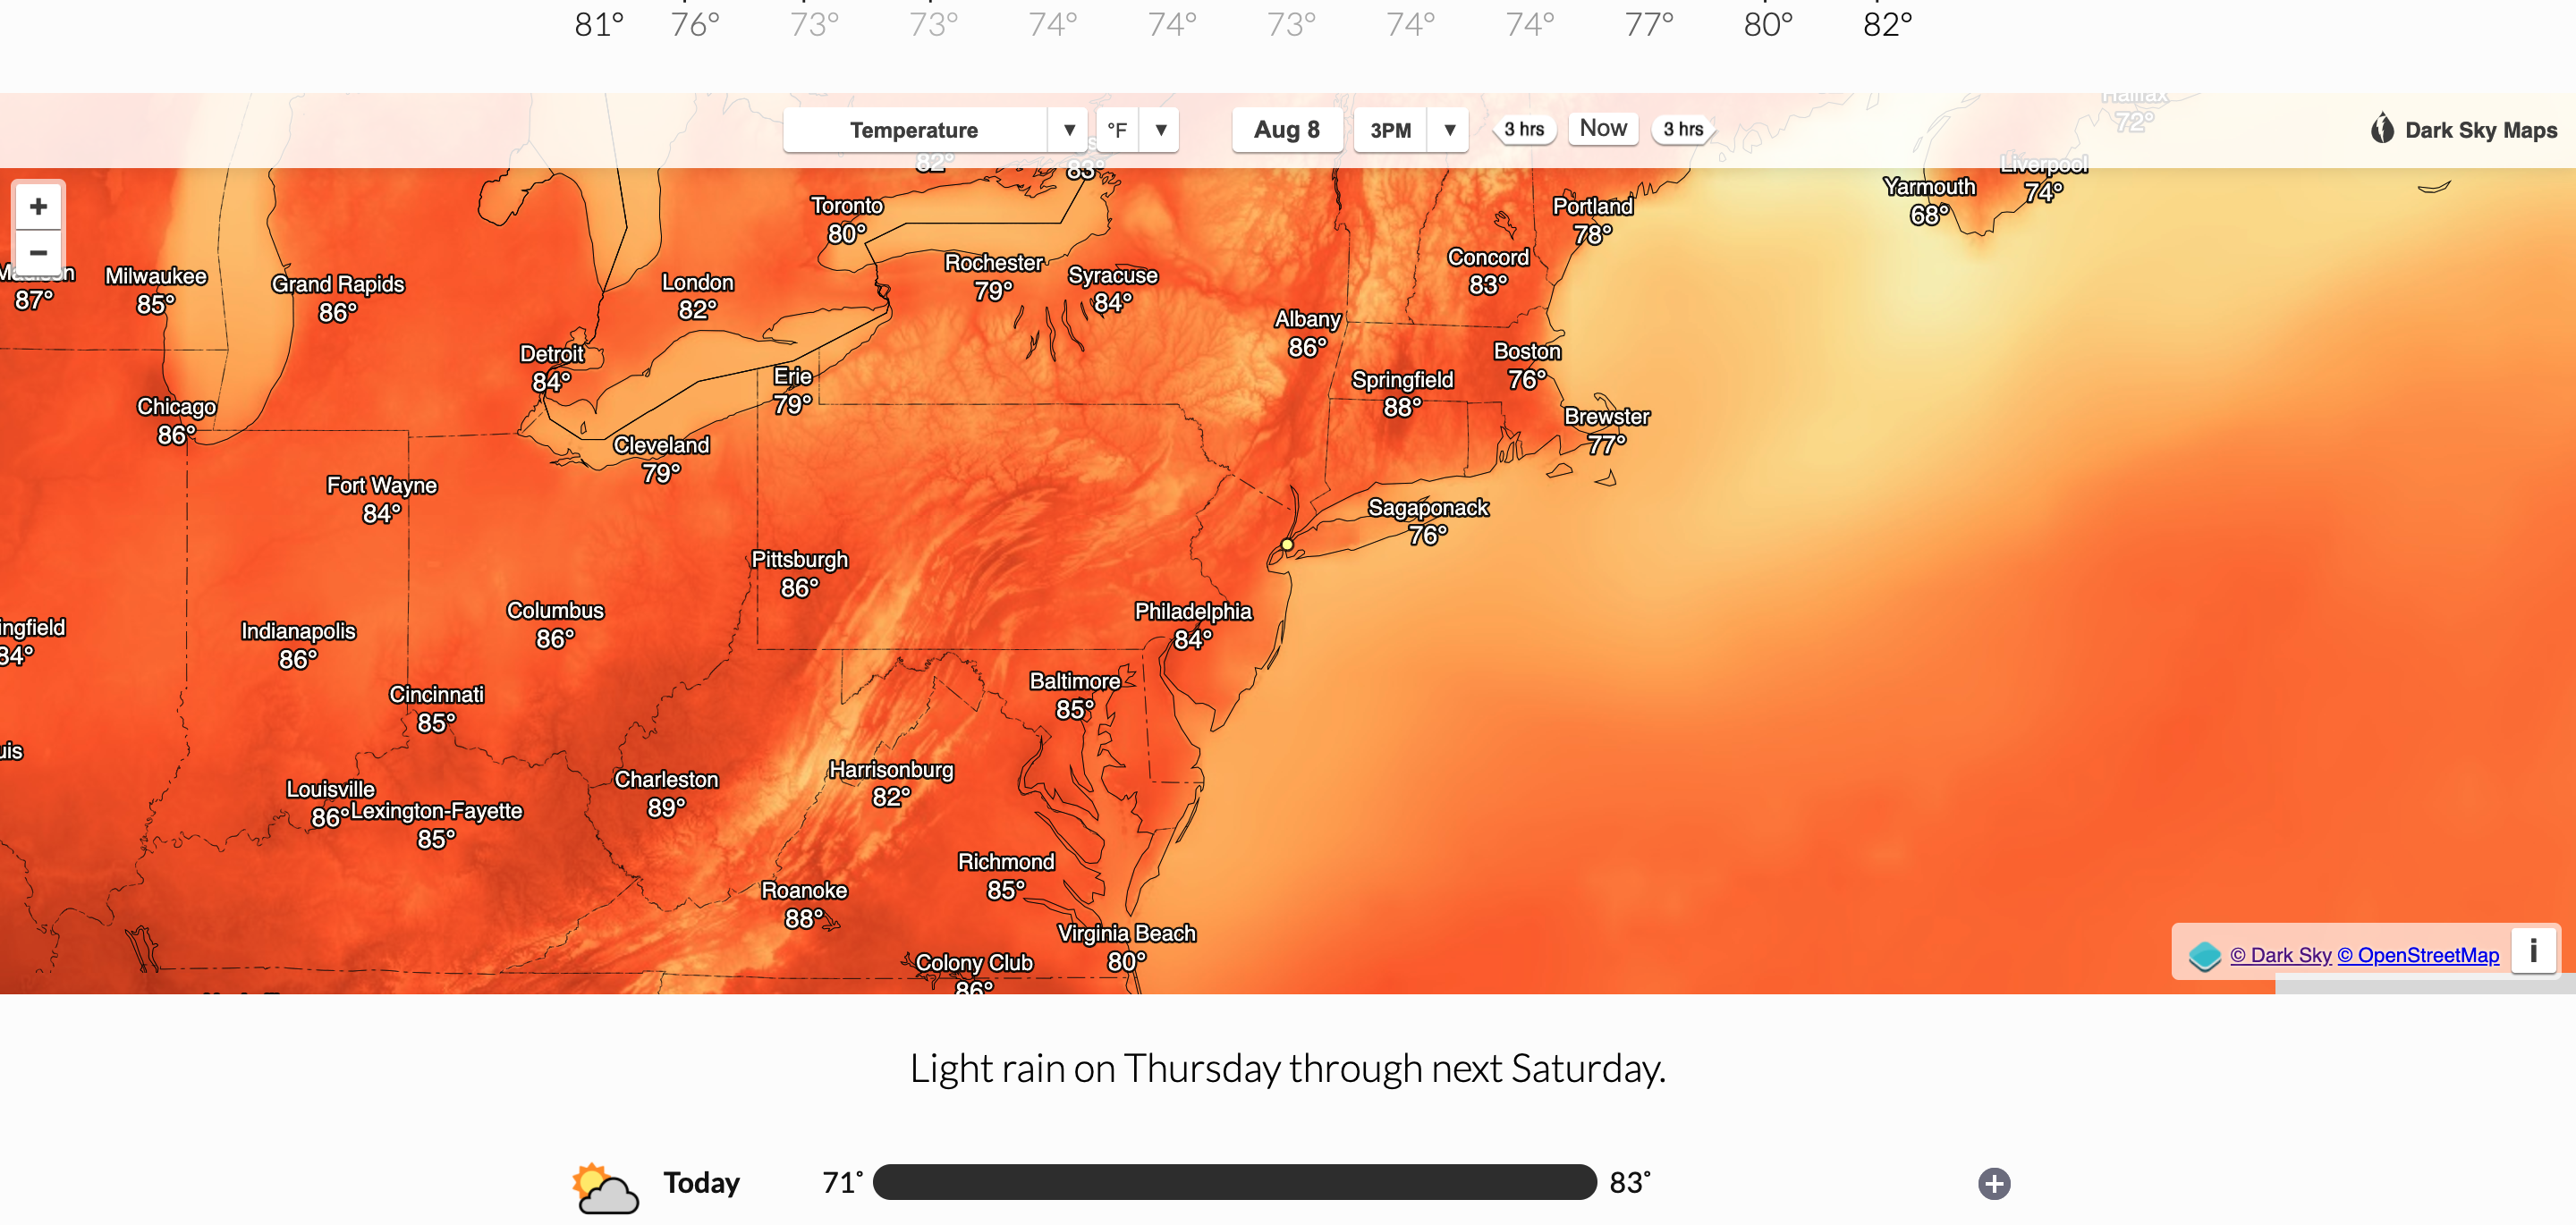 81° 76° 73° 73° 74° 74° 73° 74° 74° 77° 80° 82°
Temperature ▼ °F ▼ Aug 8 3PM ▼ 3 hrs Now 3 hrs
Dark Sky Maps
Halifax
72°
82°
83°
Liverpool
74°
Yarmouth
68°
+
−
Toronto
80°
Portland
78°
Concord
83°
Rochester
79°
Syracuse
84°
87°
Milwaukee
85°
Grand Rapids
86°
London
82°
Albany
86°
Boston
76°
Detroit
84°
Erie
79°
Springfield
88°
Chicago
86°
Brewster
77°
Cleveland
79°
Fort Wayne
84°
Sagaponack
76°
Pittsburgh
86°
Columbus
86°
Philadelphia
84°
ingfield
84°
Indianapolis
86°
Baltimore
85°
Cincinnati
85°
uis
Charleston
89°
Harrisonburg
82°
Louisville
86°
Lexington-Fayette
85°
Richmond
85°
Roanoke
88°
Virginia Beach
80°
Colony Club
86°
© Dark Sky © OpenStreetMap i
Light rain on Thursday through next Saturday.
Today 71° 83° +